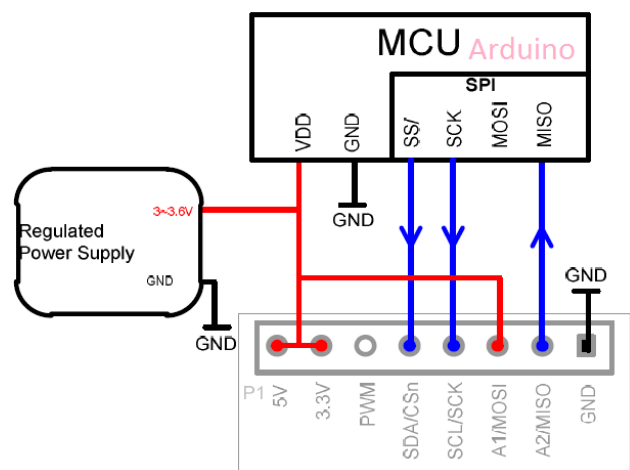 MCU Arduino
SPI
VDD
GND
SS/
SCK
MOSI
MISO
GND
3~3.6V
Regulated
Power Supply
GND
GND
GND
P1
5V
3.3V
PWM
SDA/CSn
SCL/SCK
A1/MOSI
A2/MISO
GND